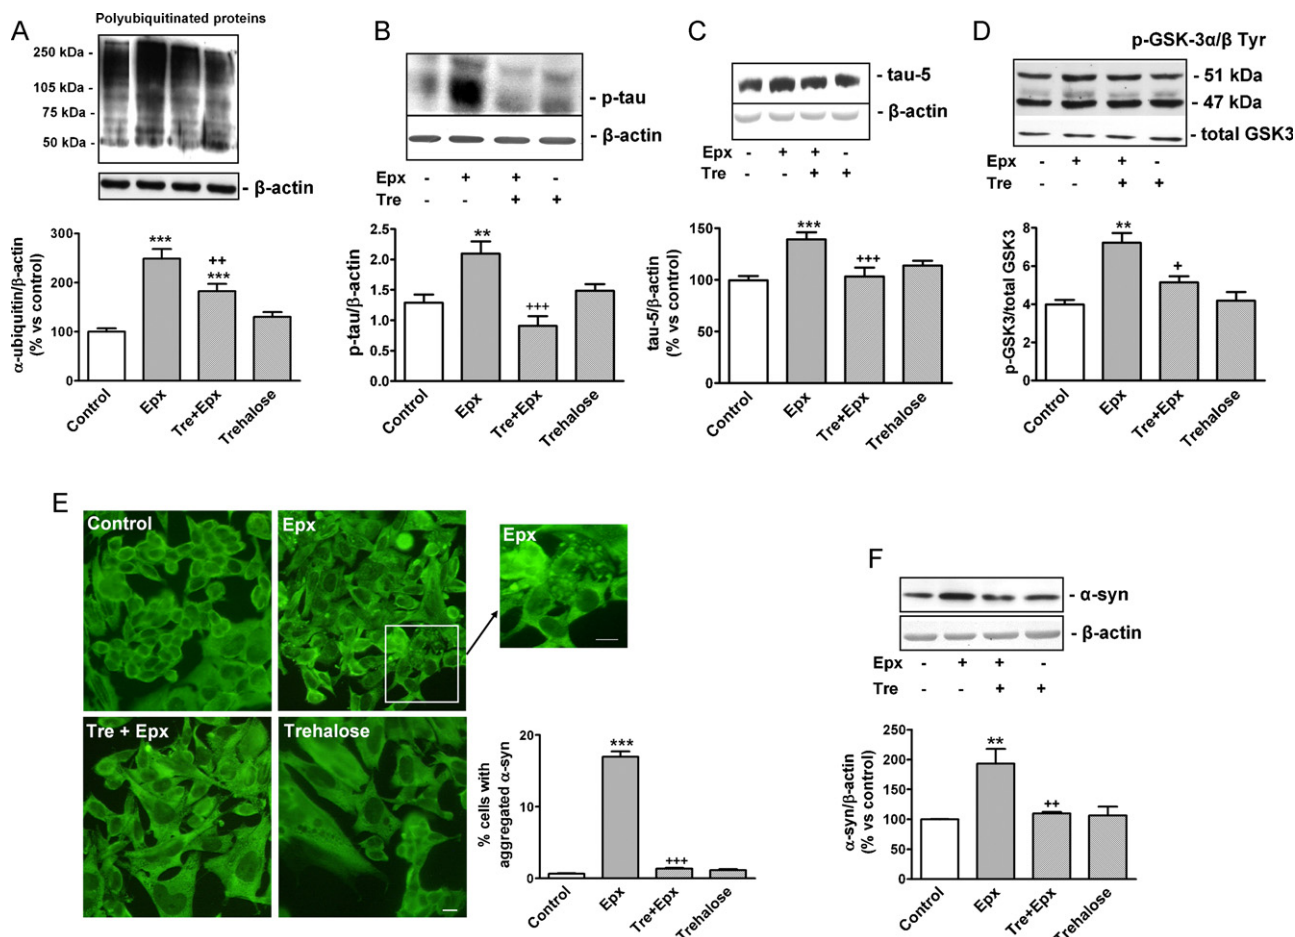 A
Polyubiquitinated proteins
250 kDa -
105 kDa -
75 kDa -
50 kDa -
- β-actin
α-ubiquitin/β-actin
(% vs control)
300
250
200
150
100
50
0
***
++
***
Control
Epx
Tre+Epx
Trehalose
B
- p-tau
- β-actin
Epx - + + -
Tre - - + +
p-tau/β-actin
2.5
2.0
1.5
1.0
0.5
0.0
**
+++
Control
Epx
Tre+Epx
Trehalose
C
- tau-5
- β-actin
Epx - + + -
Tre - - + +
tau-5/β-actin
(% vs control)
150
100
50
0
***
+++
Control
Epx
Tre+Epx
Trehalose
D
p-GSK-3α/β Tyr
- 51 kDa
- 47 kDa
- total GSK3
Epx - + + -
Tre - - + +
p-GSK3/total GSK3
8
6
4
2
0
**
+
Control
Epx
Tre+Epx
Trehalose
E
Control
Epx
Epx
Tre + Epx
Trehalose
% cells with
aggregated α-syn
20
10
0
***
+++
Control
Epx
Tre+Epx
Trehalose
F
- α-syn
- β-actin
Epx - + + -
Tre - - + +
α-syn/β-actin
(% vs control)
250
200
150
100
50
0
**
++
Control
Epx
Tre+Epx
Trehalose